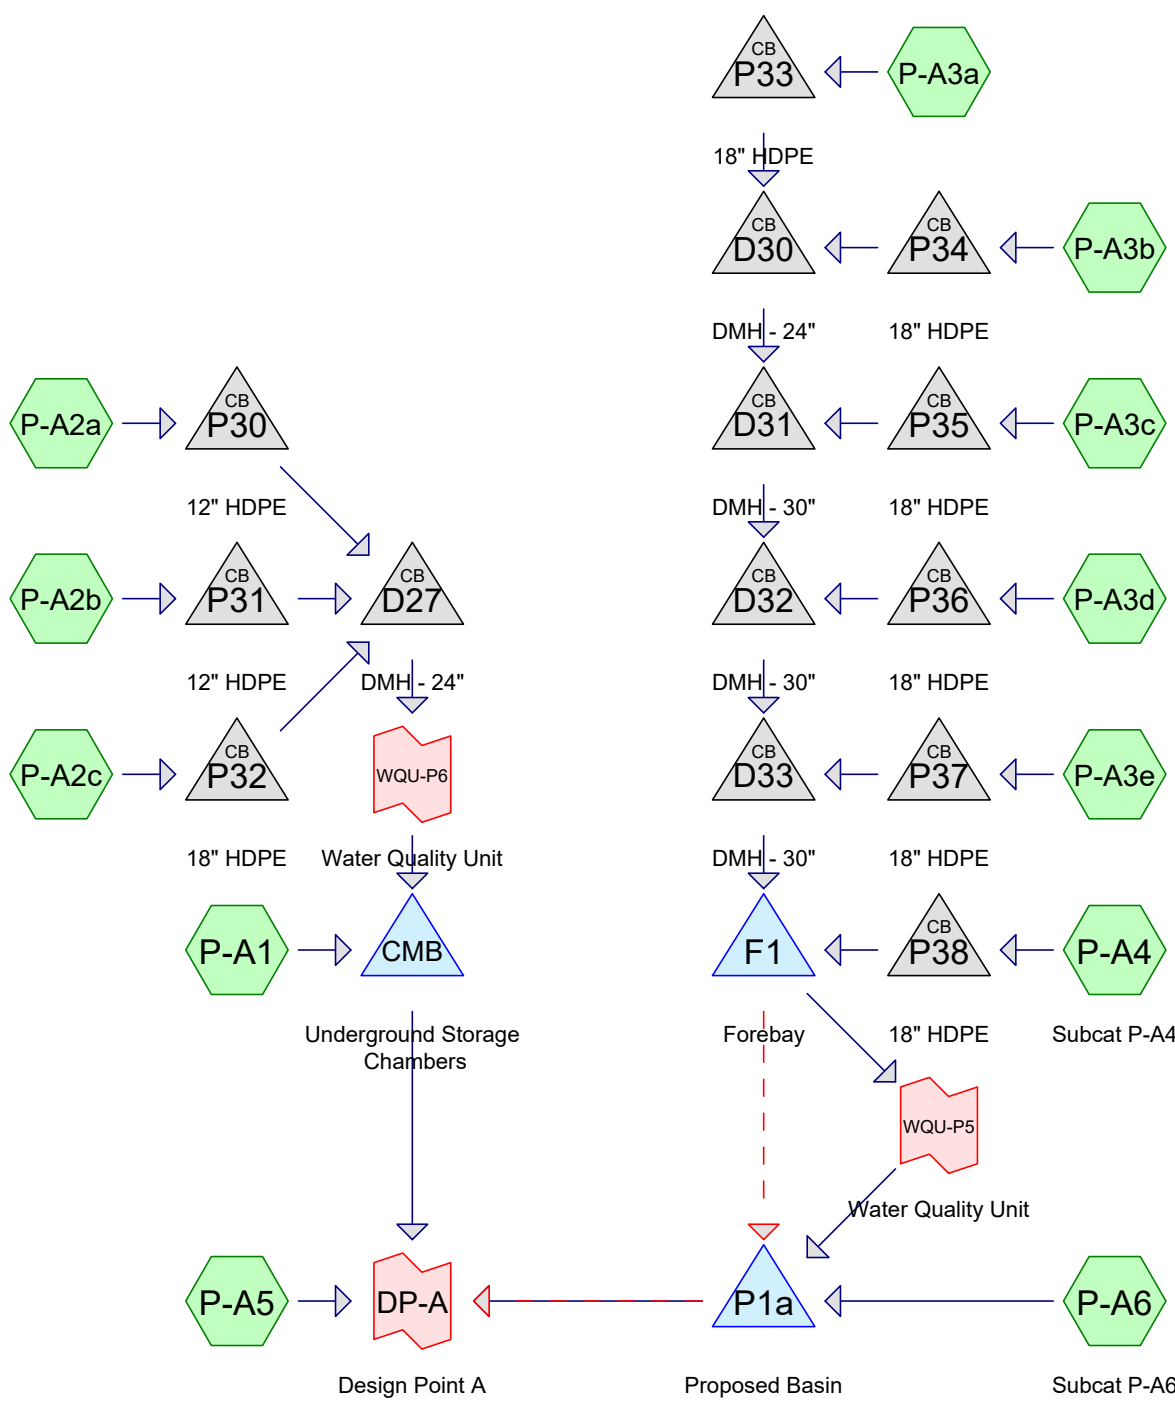 CB
P33
P-A3a
18" HDPE
CB
D30
CB
P34
P-A3b
DMH - 24"
18" HDPE
P-A2a
CB
P30
CB
D31
CB
P35
P-A3c
12" HDPE
DMH - 30"
18" HDPE
P-A2b
CB
P31
CB
D27
CB
D32
CB
P36
P-A3d
12" HDPE
DMH - 24"
DMH - 30"
18" HDPE
P-A2c
CB
P32
WQU-P6
CB
D33
CB
P37
P-A3e
18" HDPE
Water Quality Unit
DMH - 30"
18" HDPE
P-A1
CMB
F1
CB
P38
P-A4
Underground Storage
Chambers
Forebay
18" HDPE
Subcat P-A4
WQU-P5
Water Quality Unit
P-A5
DP-A
P1a
P-A6
Design Point A
Proposed Basin
Subcat P-A6